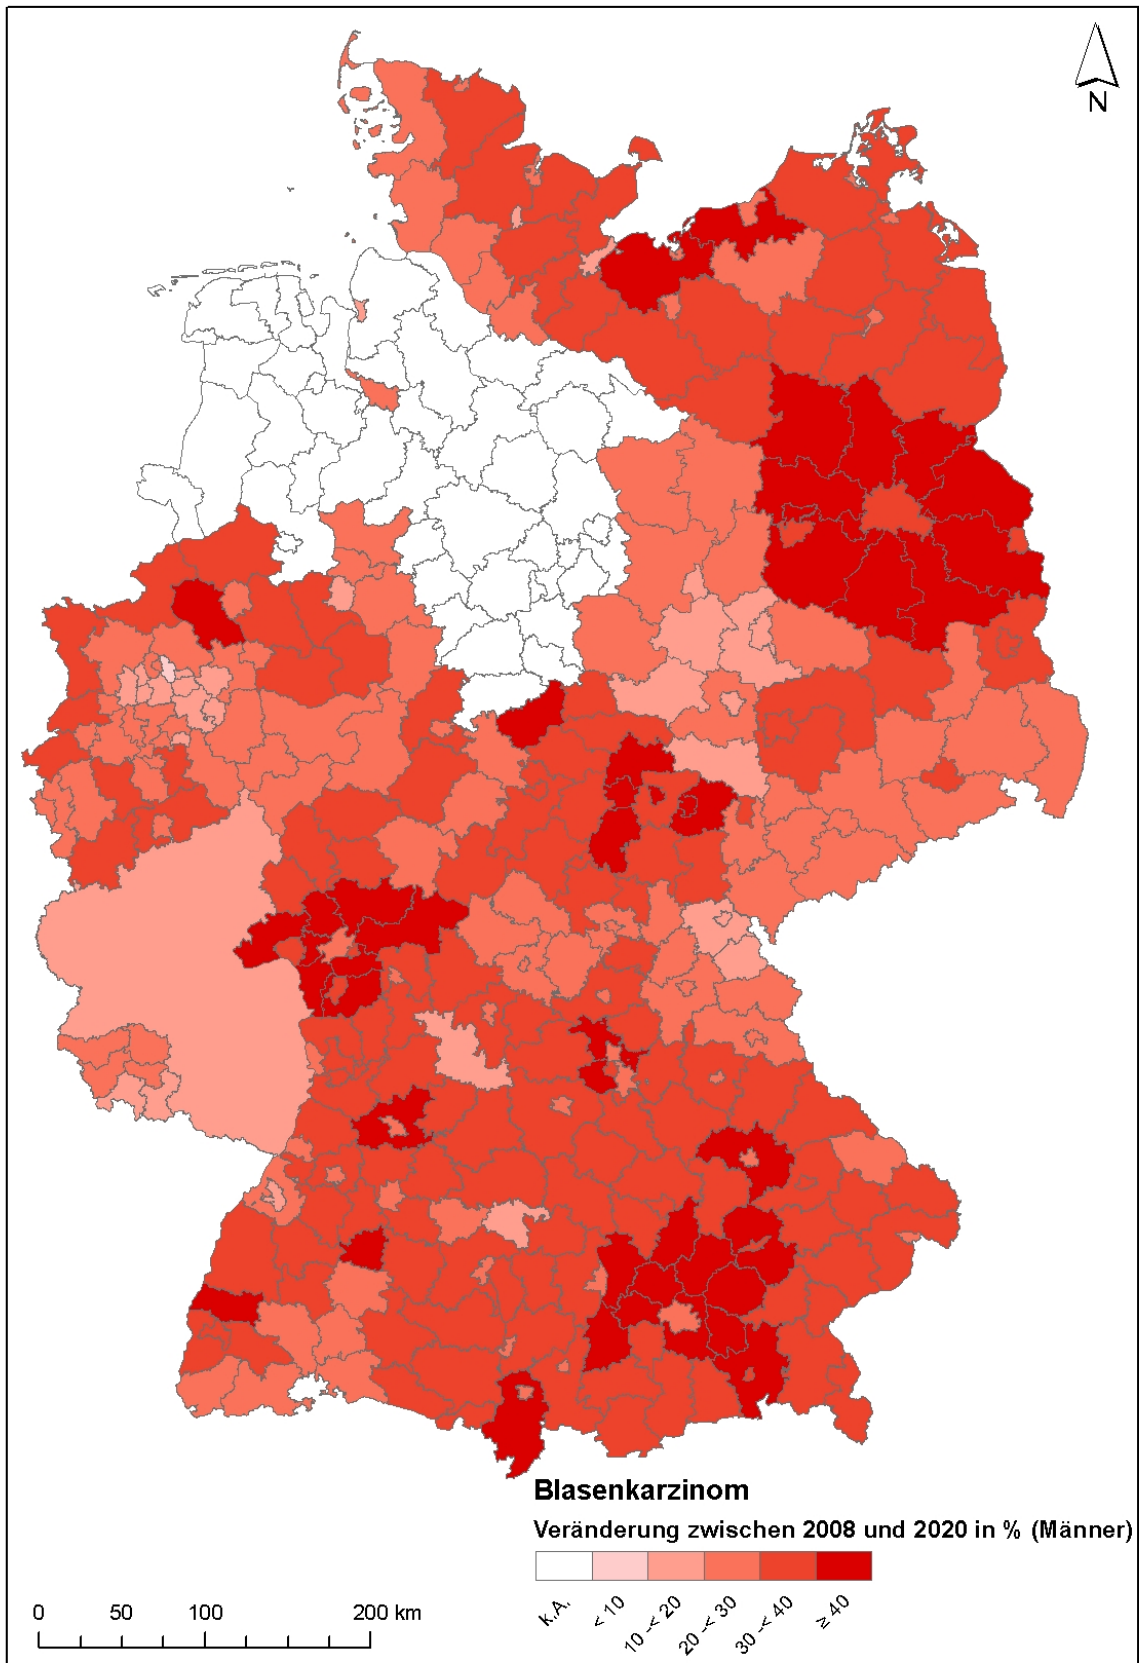 N
Blasenkarzinom
Veränderung zwischen 2008 und 2020 in % (Männer)
k.A.
< 10
10 -< 20
20 -< 30
30 -< 40
≥ 40
0 50 100 200 km